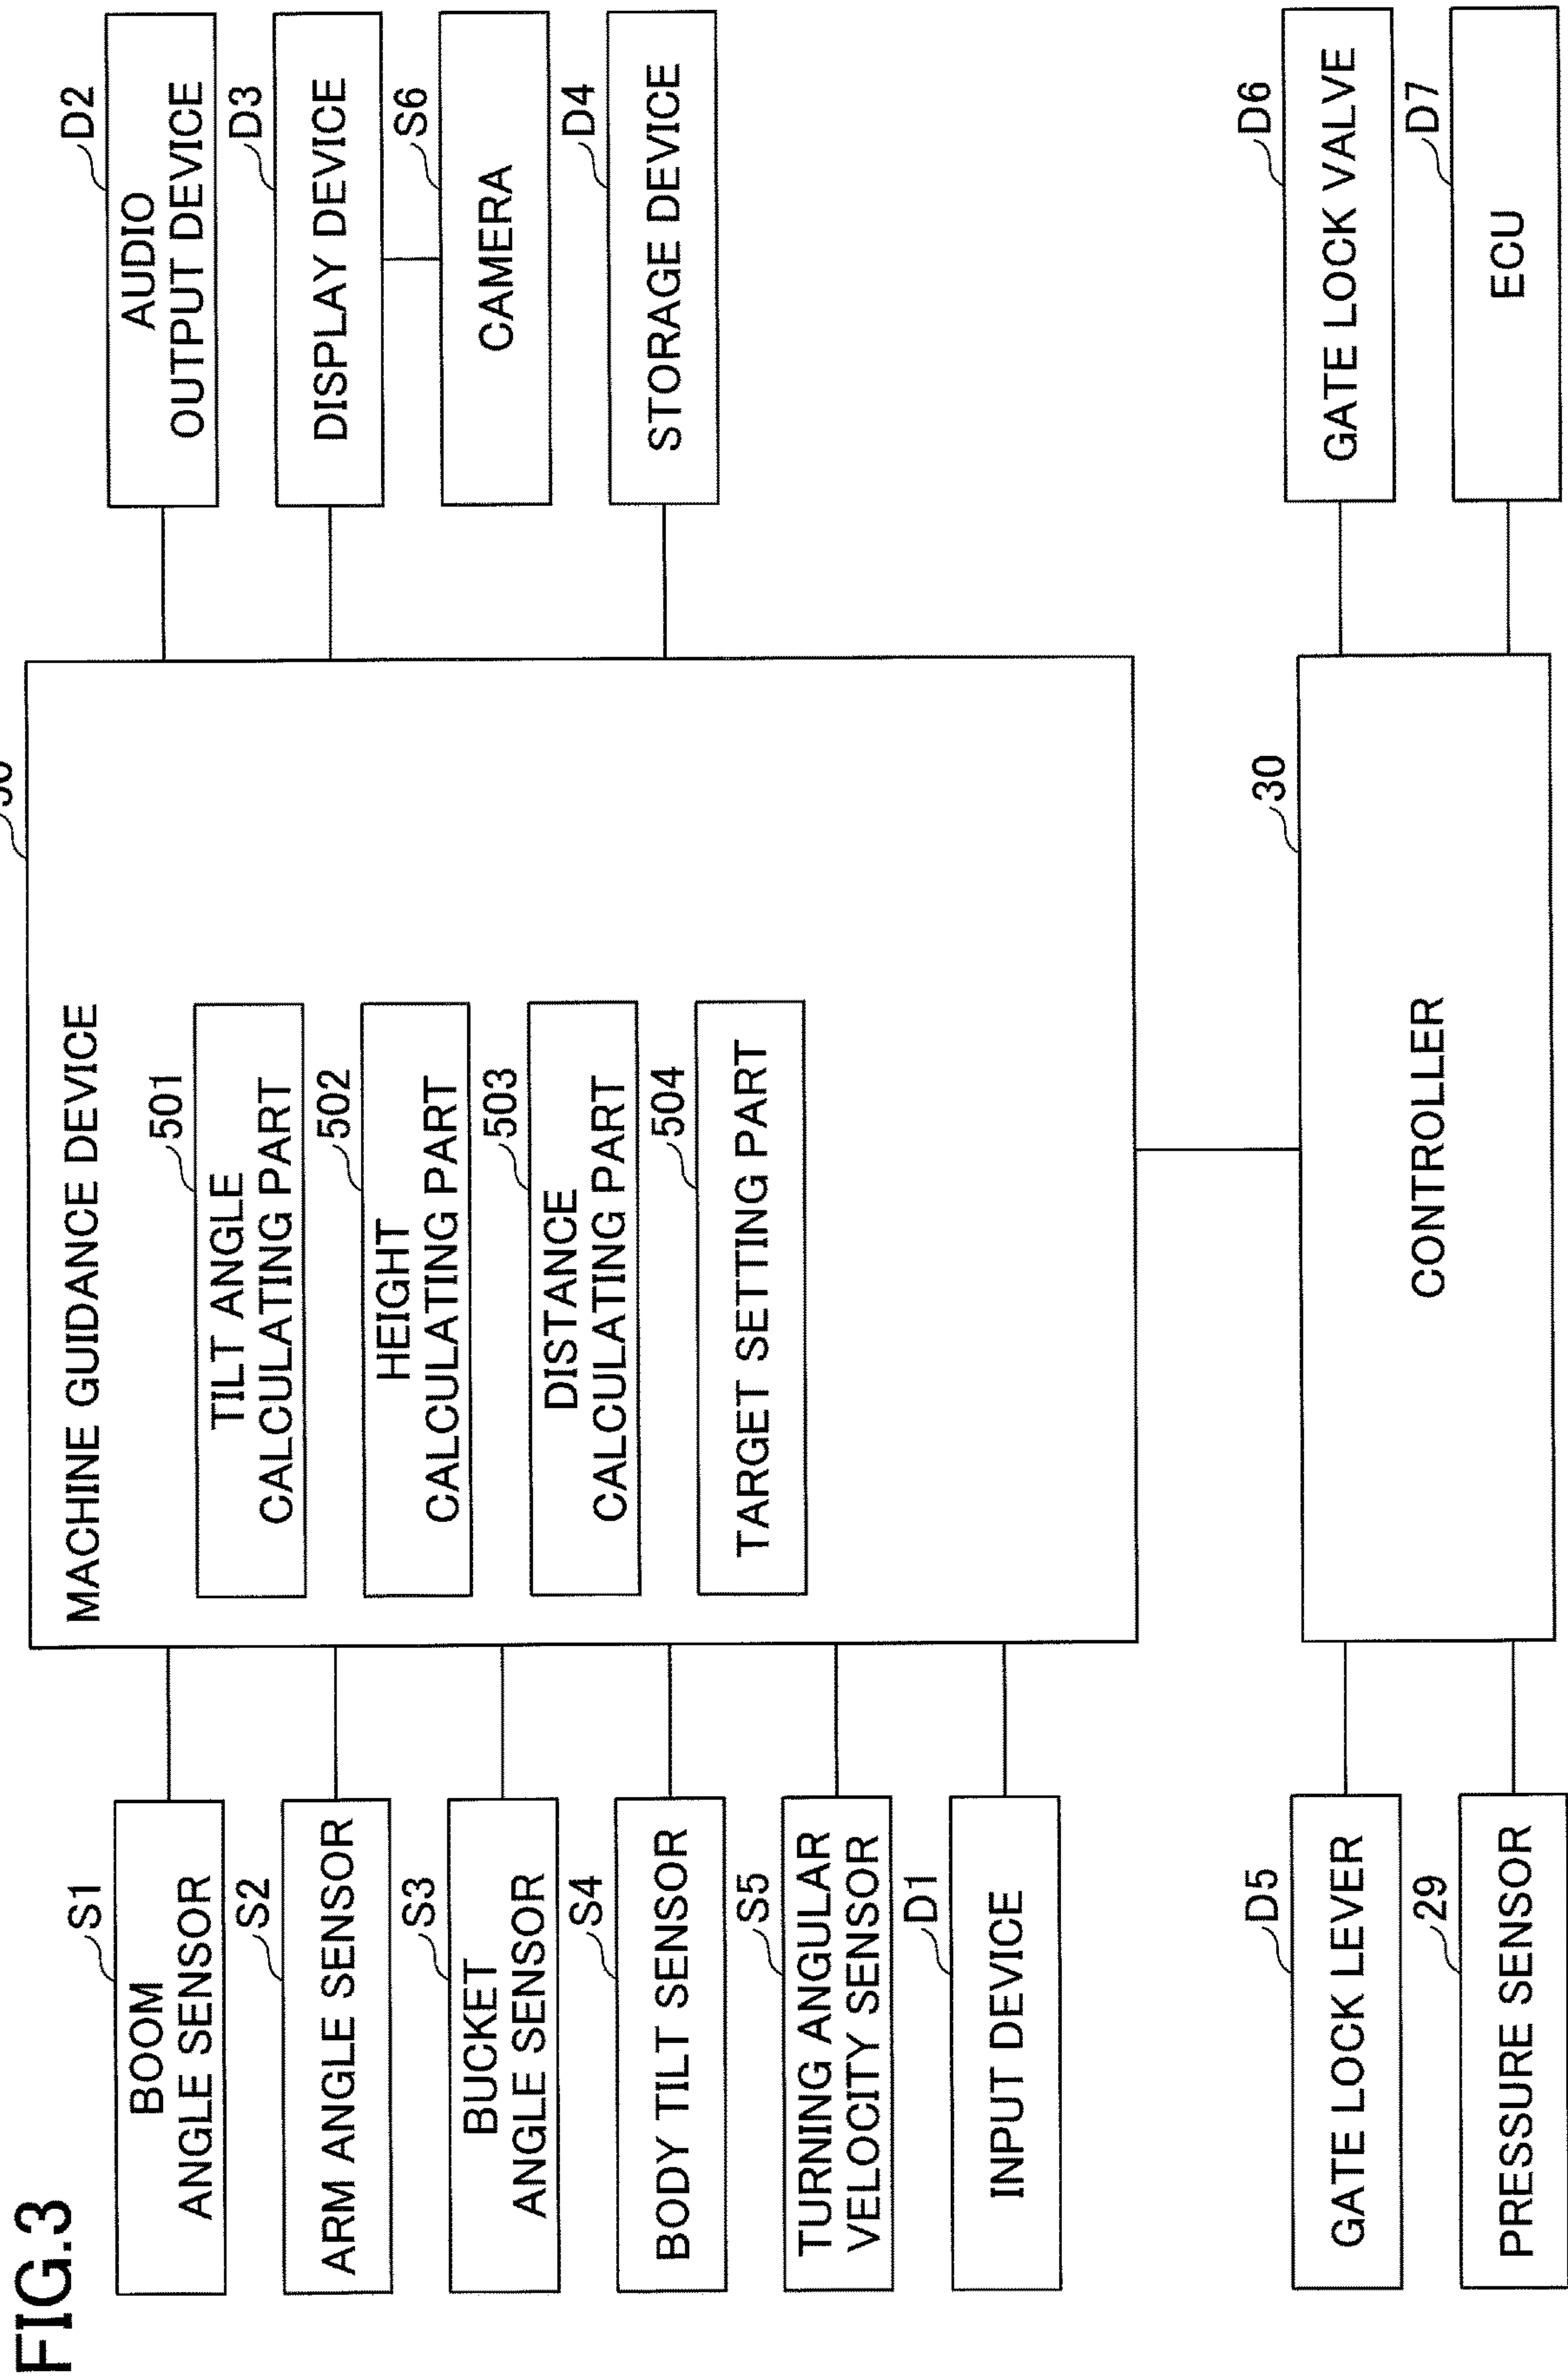 FIG.3
S1
BOOM
ANGLE SENSOR
S2
ARM ANGLE SENSOR
S3
BUCKET
ANGLE SENSOR
S4
BODY TILT SENSOR
S5
TURNING ANGULAR
VELOCITY SENSOR
D1
INPUT DEVICE
D5
GATE LOCK LEVER
29
PRESSURE SENSOR
MACHINE GUIDANCE DEVICE
501
TILT ANGLE
CALCULATING PART
502
HEIGHT
CALCULATING PART
503
DISTANCE
CALCULATING PART
504
TARGET SETTING PART
30
CONTROLLER
D2
AUDIO
OUTPUT DEVICE
D3
DISPLAY DEVICE
S6
CAMERA
D4
STORAGE DEVICE
D6
GATE LOCK VALVE
D7
ECU